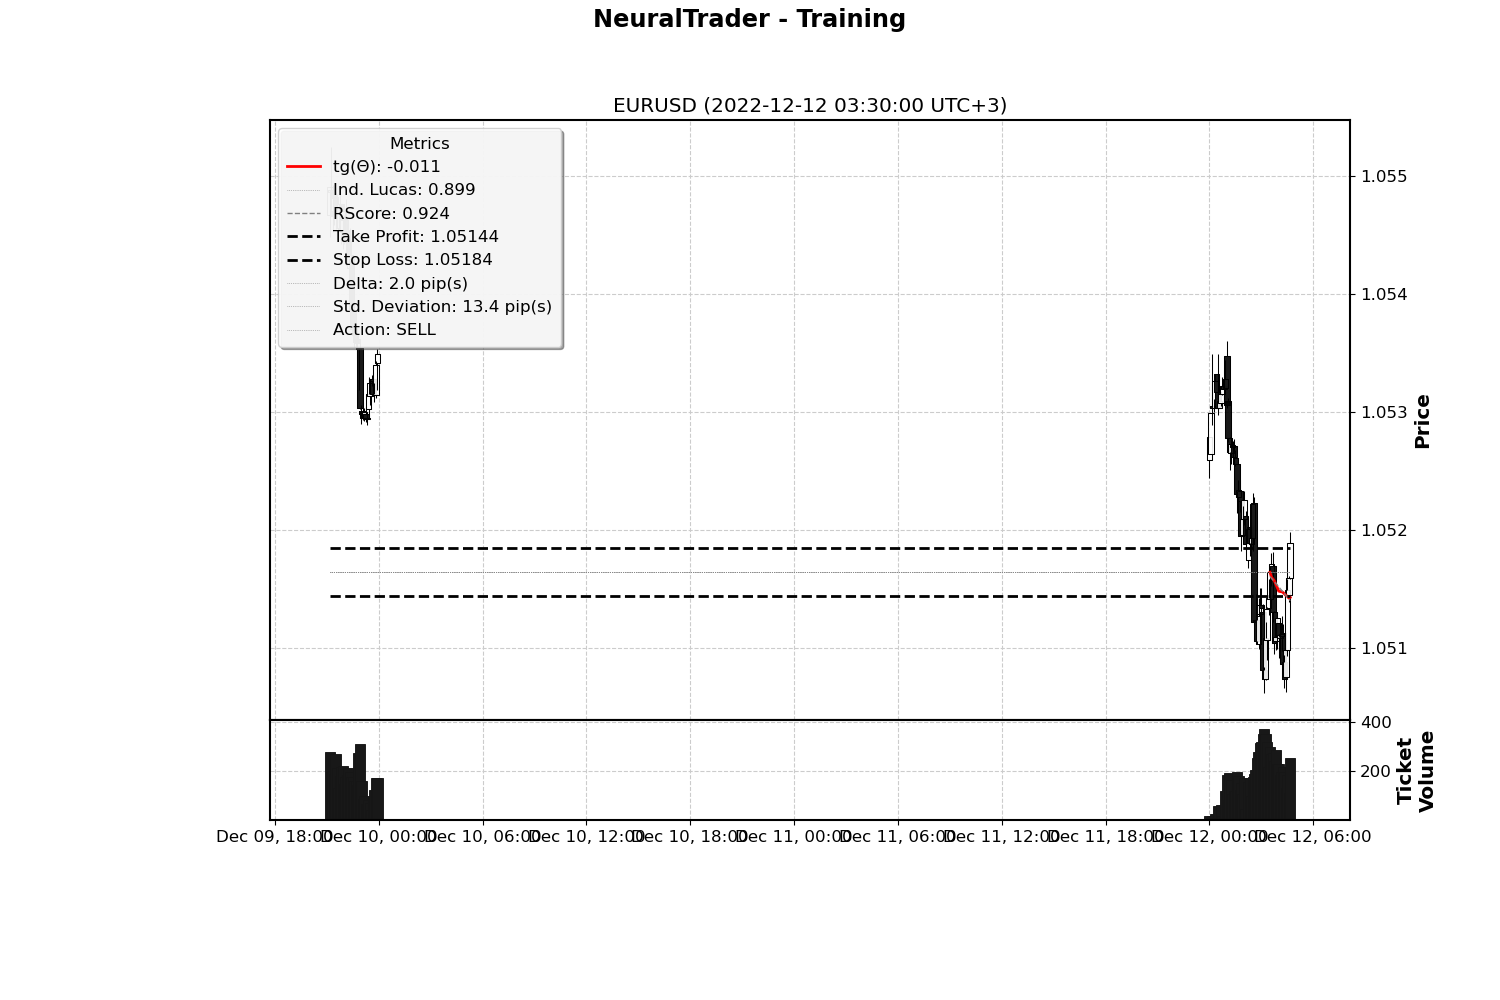 NeuralTrader - Training
EURUSD (2022-12-12 03:30:00 UTC+3)
Metrics
tg(Θ): -0.011
Ind. Lucas: 0.899
RScore: 0.924
Take Profit: 1.05144
Stop Loss: 1.05184
Delta: 2.0 pip(s)
Std. Deviation: 13.4 pip(s)
Action: SELL
1.055
1.054
1.053
1.052
1.051
Price
400
200
Ticket
Volume
Dec 09, 18:00
Dec 10, 00:00
Dec 10, 06:00
Dec 10, 12:00
Dec 10, 18:00
Dec 11, 00:00
Dec 11, 06:00
Dec 11, 12:00
Dec 11, 18:00
Dec 12, 00:00
Dec 12, 06:00